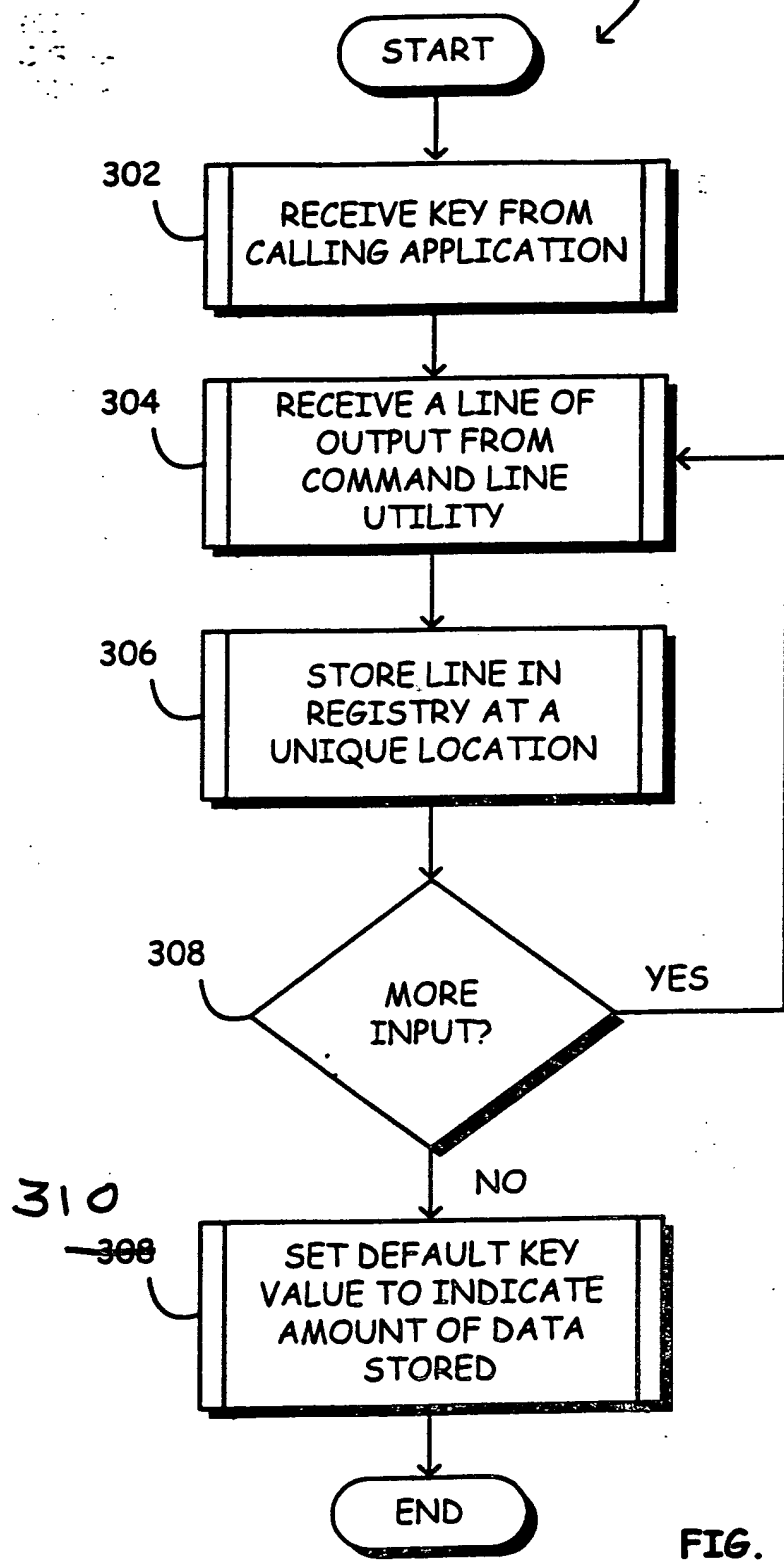 START
302
RECEIVE KEY FROM
CALLING APPLICATION
304
RECEIVE A LINE OF
OUTPUT FROM
COMMAND LINE
UTILITY
306
STORE LINE IN
REGISTRY AT A
UNIQUE LOCATION
308
MORE
INPUT?
YES
NO
310
308
SET DEFAULT KEY
VALUE TO INDICATE
AMOUNT OF DATA
STORED
END
FIG.